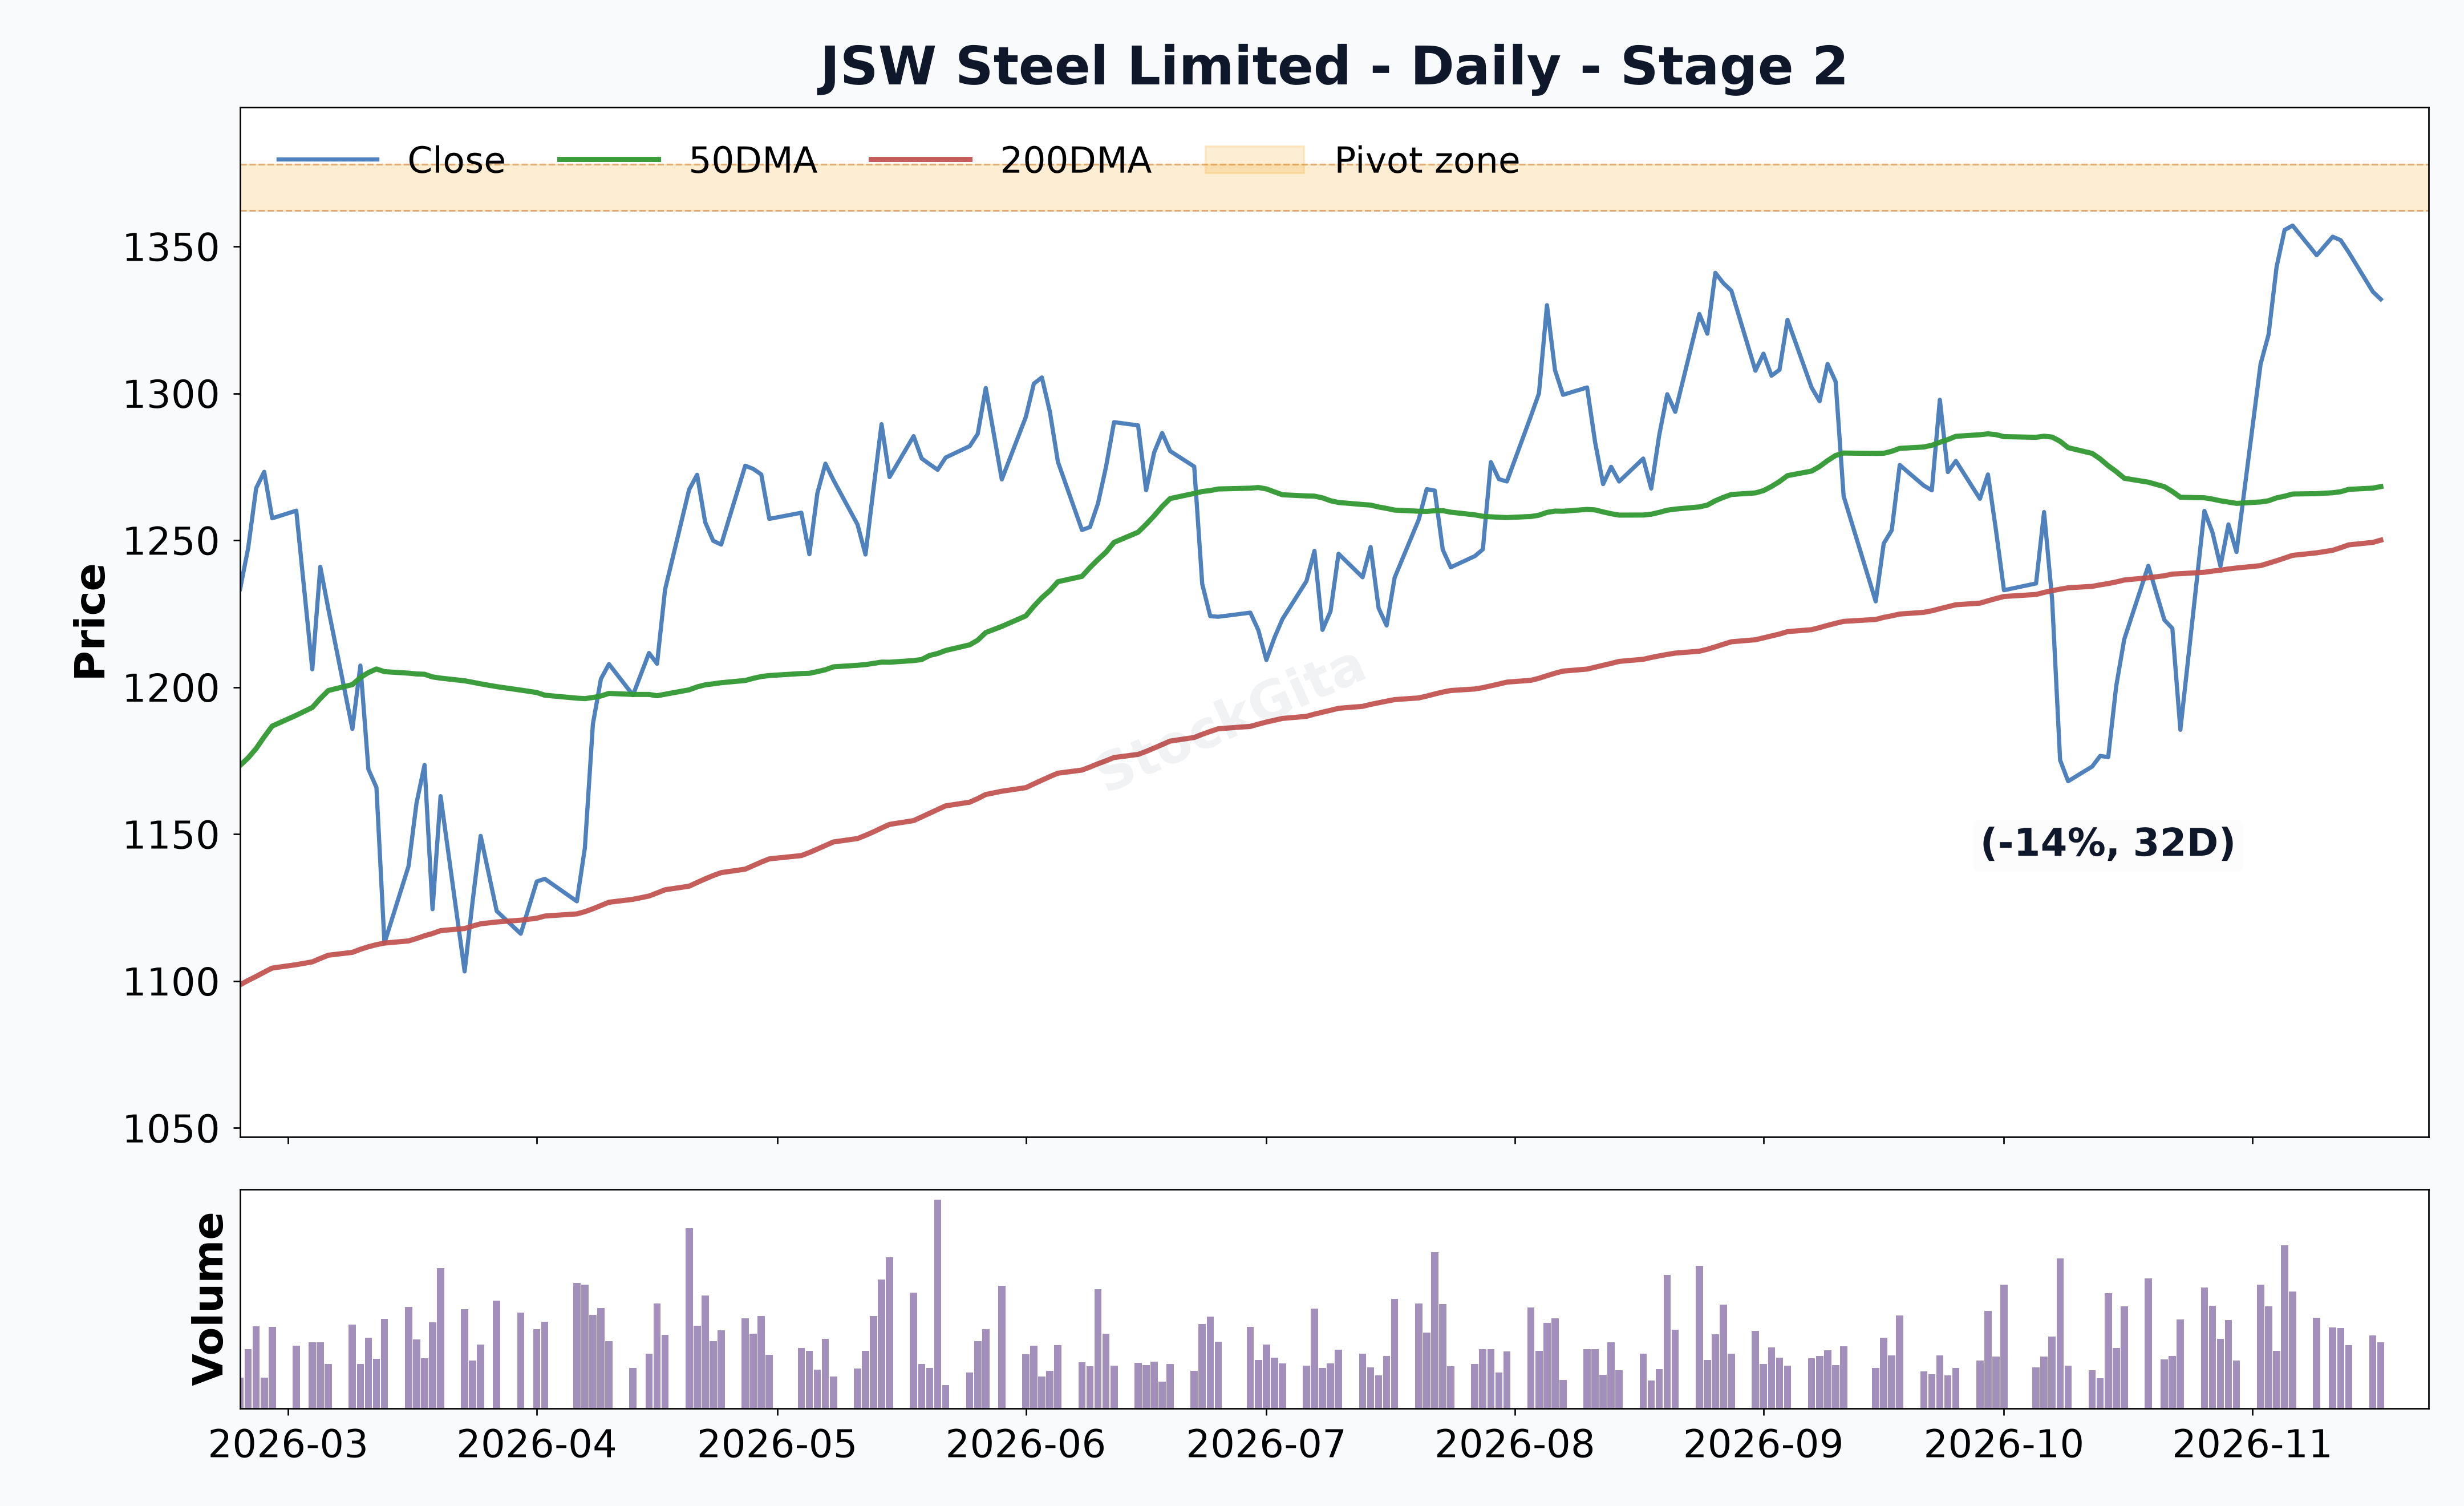 JSW Steel Limited - Daily - Stage 2
Close 50DMA 200DMA Pivot zone
Price
1350
1300
1250
1200
1150
1100
1050
StockGita
(-14%, 32D)
Volume
2026-03 2026-04 2026-05 2026-06 2026-07 2026-08 2026-09 2026-10 2026-11